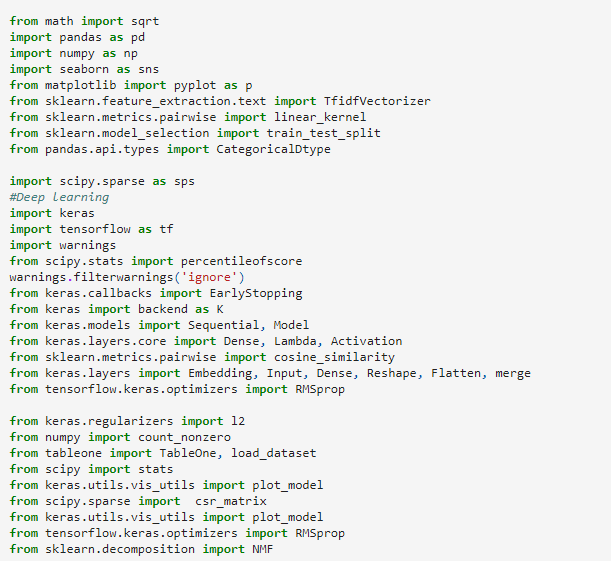 from math import sqrt
import pandas as pd
import numpy as np
import seaborn as sns
from matplotlib import pyplot as p
from sklearn.feature_extraction.text import TfidfVectorizer
from sklearn.metrics.pairwise import linear_kernel
from sklearn.model_selection import train_test_split
from pandas.api.types import CategoricalDtype

import scipy.sparse as sps
#Deep learning
import keras
import tensorflow as tf
import warnings
from scipy.stats import percentileofscore
warnings.filterwarnings('ignore')
from keras.callbacks import EarlyStopping
from keras import backend as K
from keras.models import Sequential, Model
from keras.layers.core import Dense, Lambda, Activation
from sklearn.metrics.pairwise import cosine_similarity
from keras.layers import Embedding, Input, Dense, Reshape, Flatten, merge
from tensorflow.keras.optimizers import RMSprop

from keras.regularizers import l2
from numpy import count_nonzero
from tableone import TableOne, load_dataset
from scipy import stats
from keras.utils.vis_utils import plot_model
from scipy.sparse import  csr_matrix
from keras.utils.vis_utils import plot_model
from tensorflow.keras.optimizers import RMSprop
from sklearn.decomposition import NMF